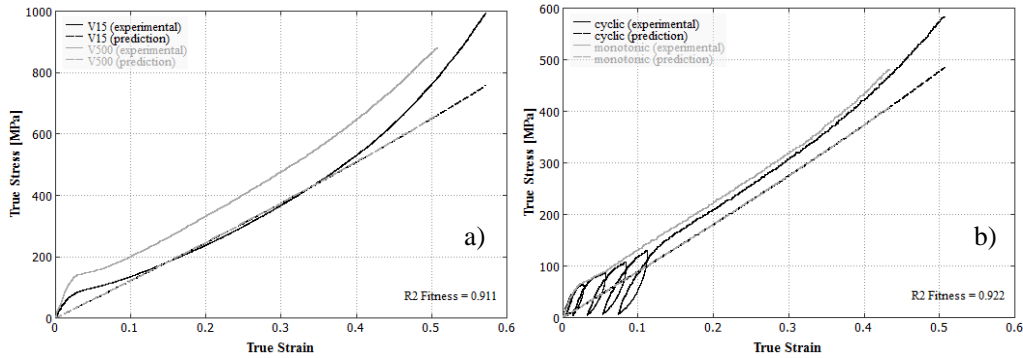 1000
800
600
400
200
0
0
0.1
0.2
0.3
0.4
0.5
0.6
True Stress [MPa]
True Strain
V15 (experimental)
V15 (prediction)
V500 (experimental)
V500 (prediction)
a)
R2 Fitness = 0.911
600
500
400
300
200
100
0
0
0.1
0.2
0.3
0.4
0.5
0.6
True Stress [MPa]
True Strain
cyclic (experimental)
cyclic (prediction)
monotonic (experimental)
monotonic (prediction)
b)
R2 Fitness = 0.922